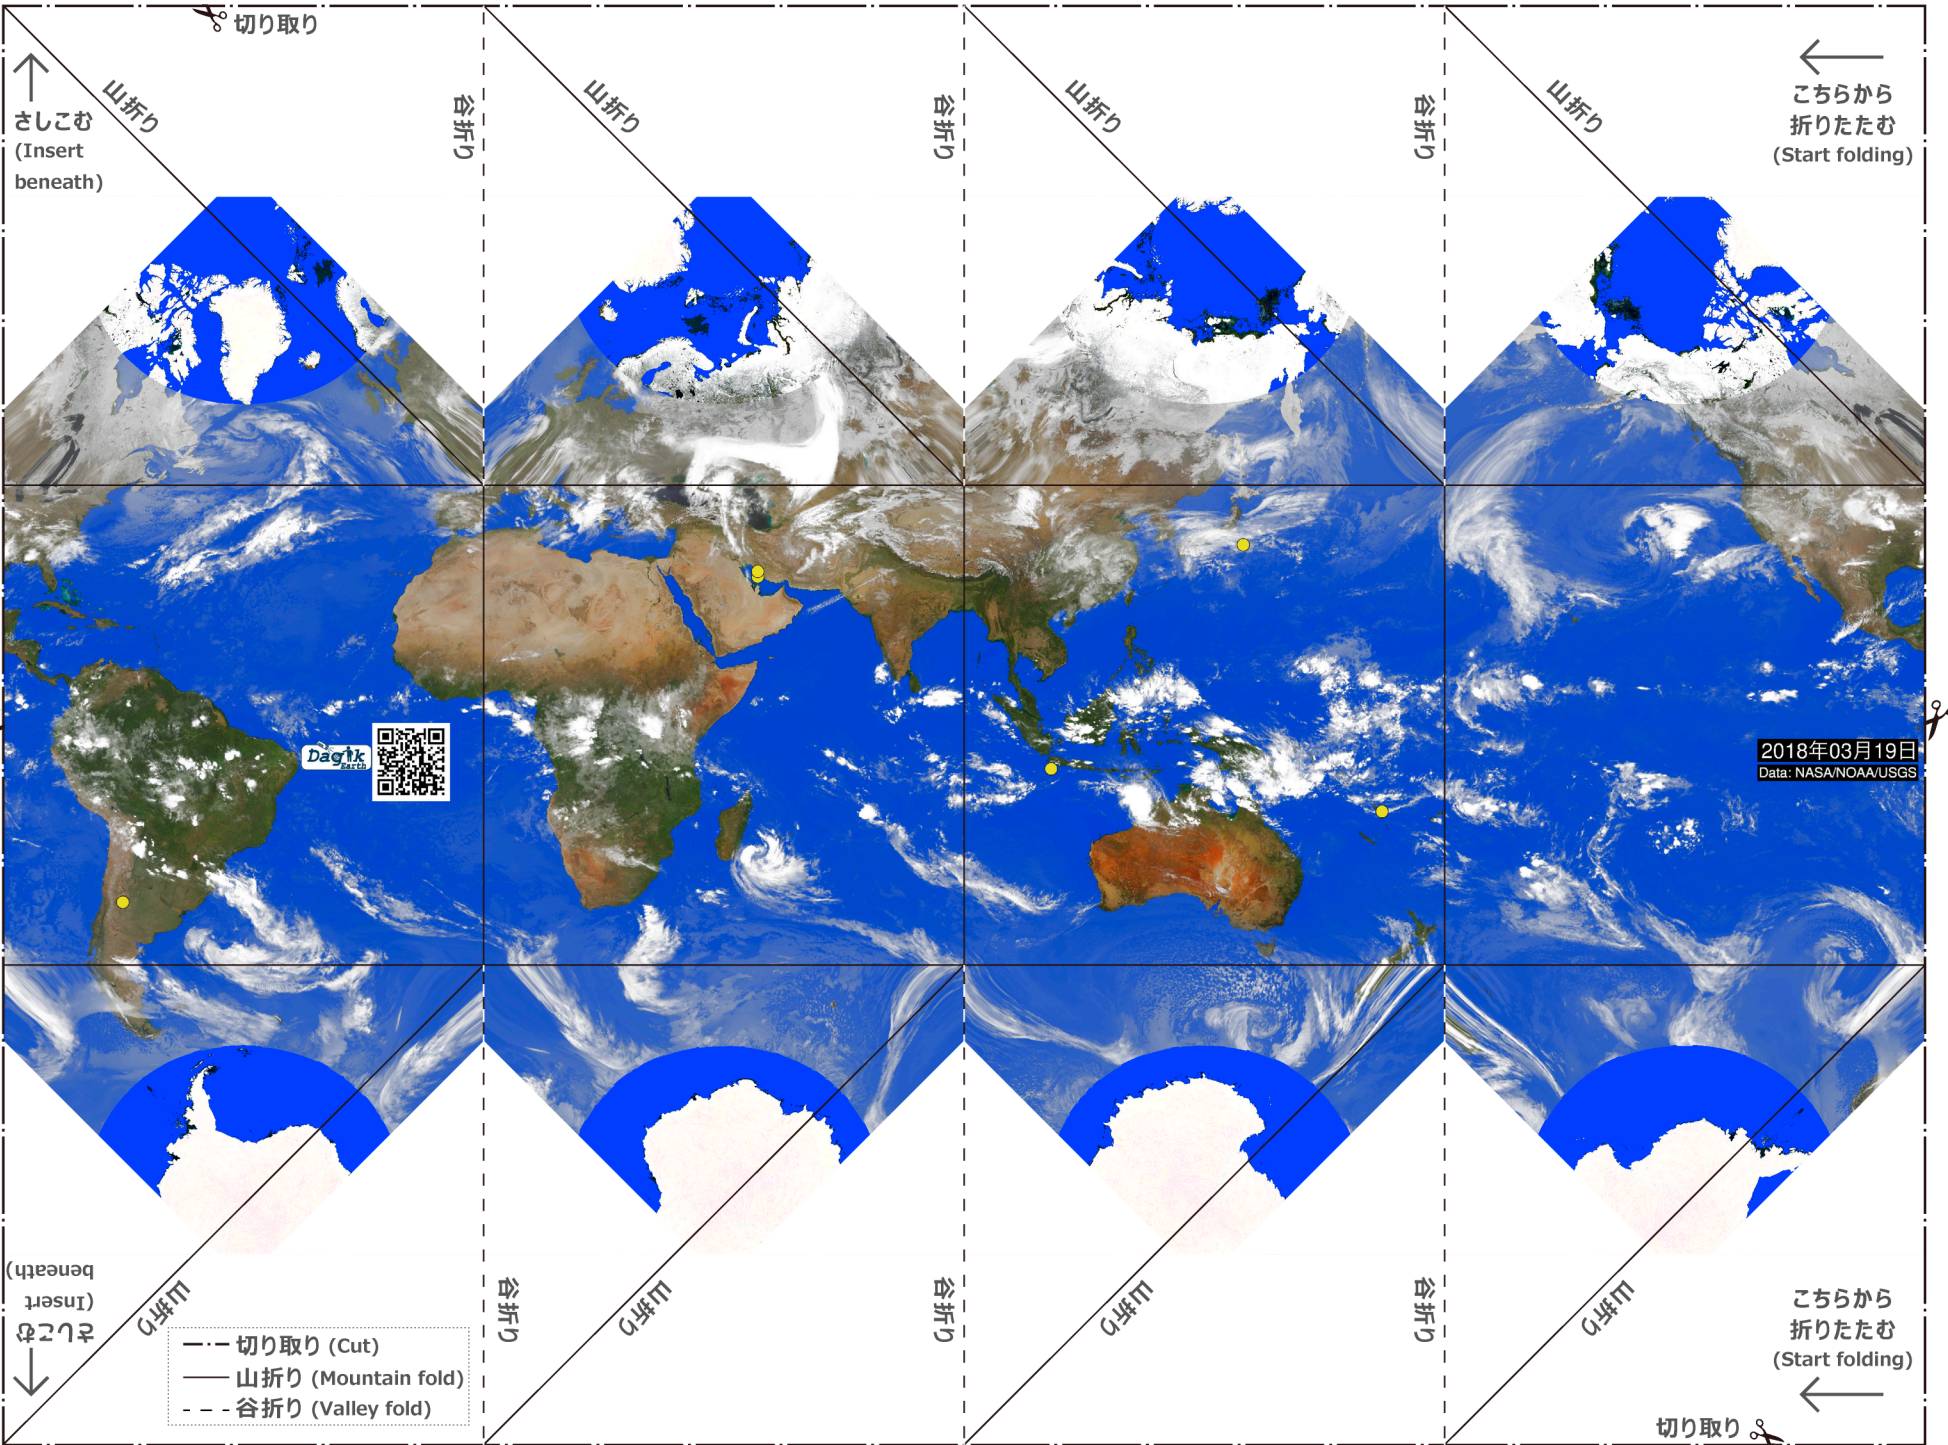 切り取り
山折り
谷折り
山折り
谷折り
山折り
谷折り
山折り
さしこむ
(Insert
beneath)
こちらから
折りたたむ
(Start folding)
Dagik
Earth
2018年03月19日
Data: NASA/NOAA/USGS
さしこむ
(Insert
beneath)
山折り
谷折り
山折り
谷折り
山折り
谷折り
山折り
こちらから
折りたたむ
(Start folding)
切り取り (Cut)
山折り (Mountain fold)
谷折り (Valley fold)
切り取り